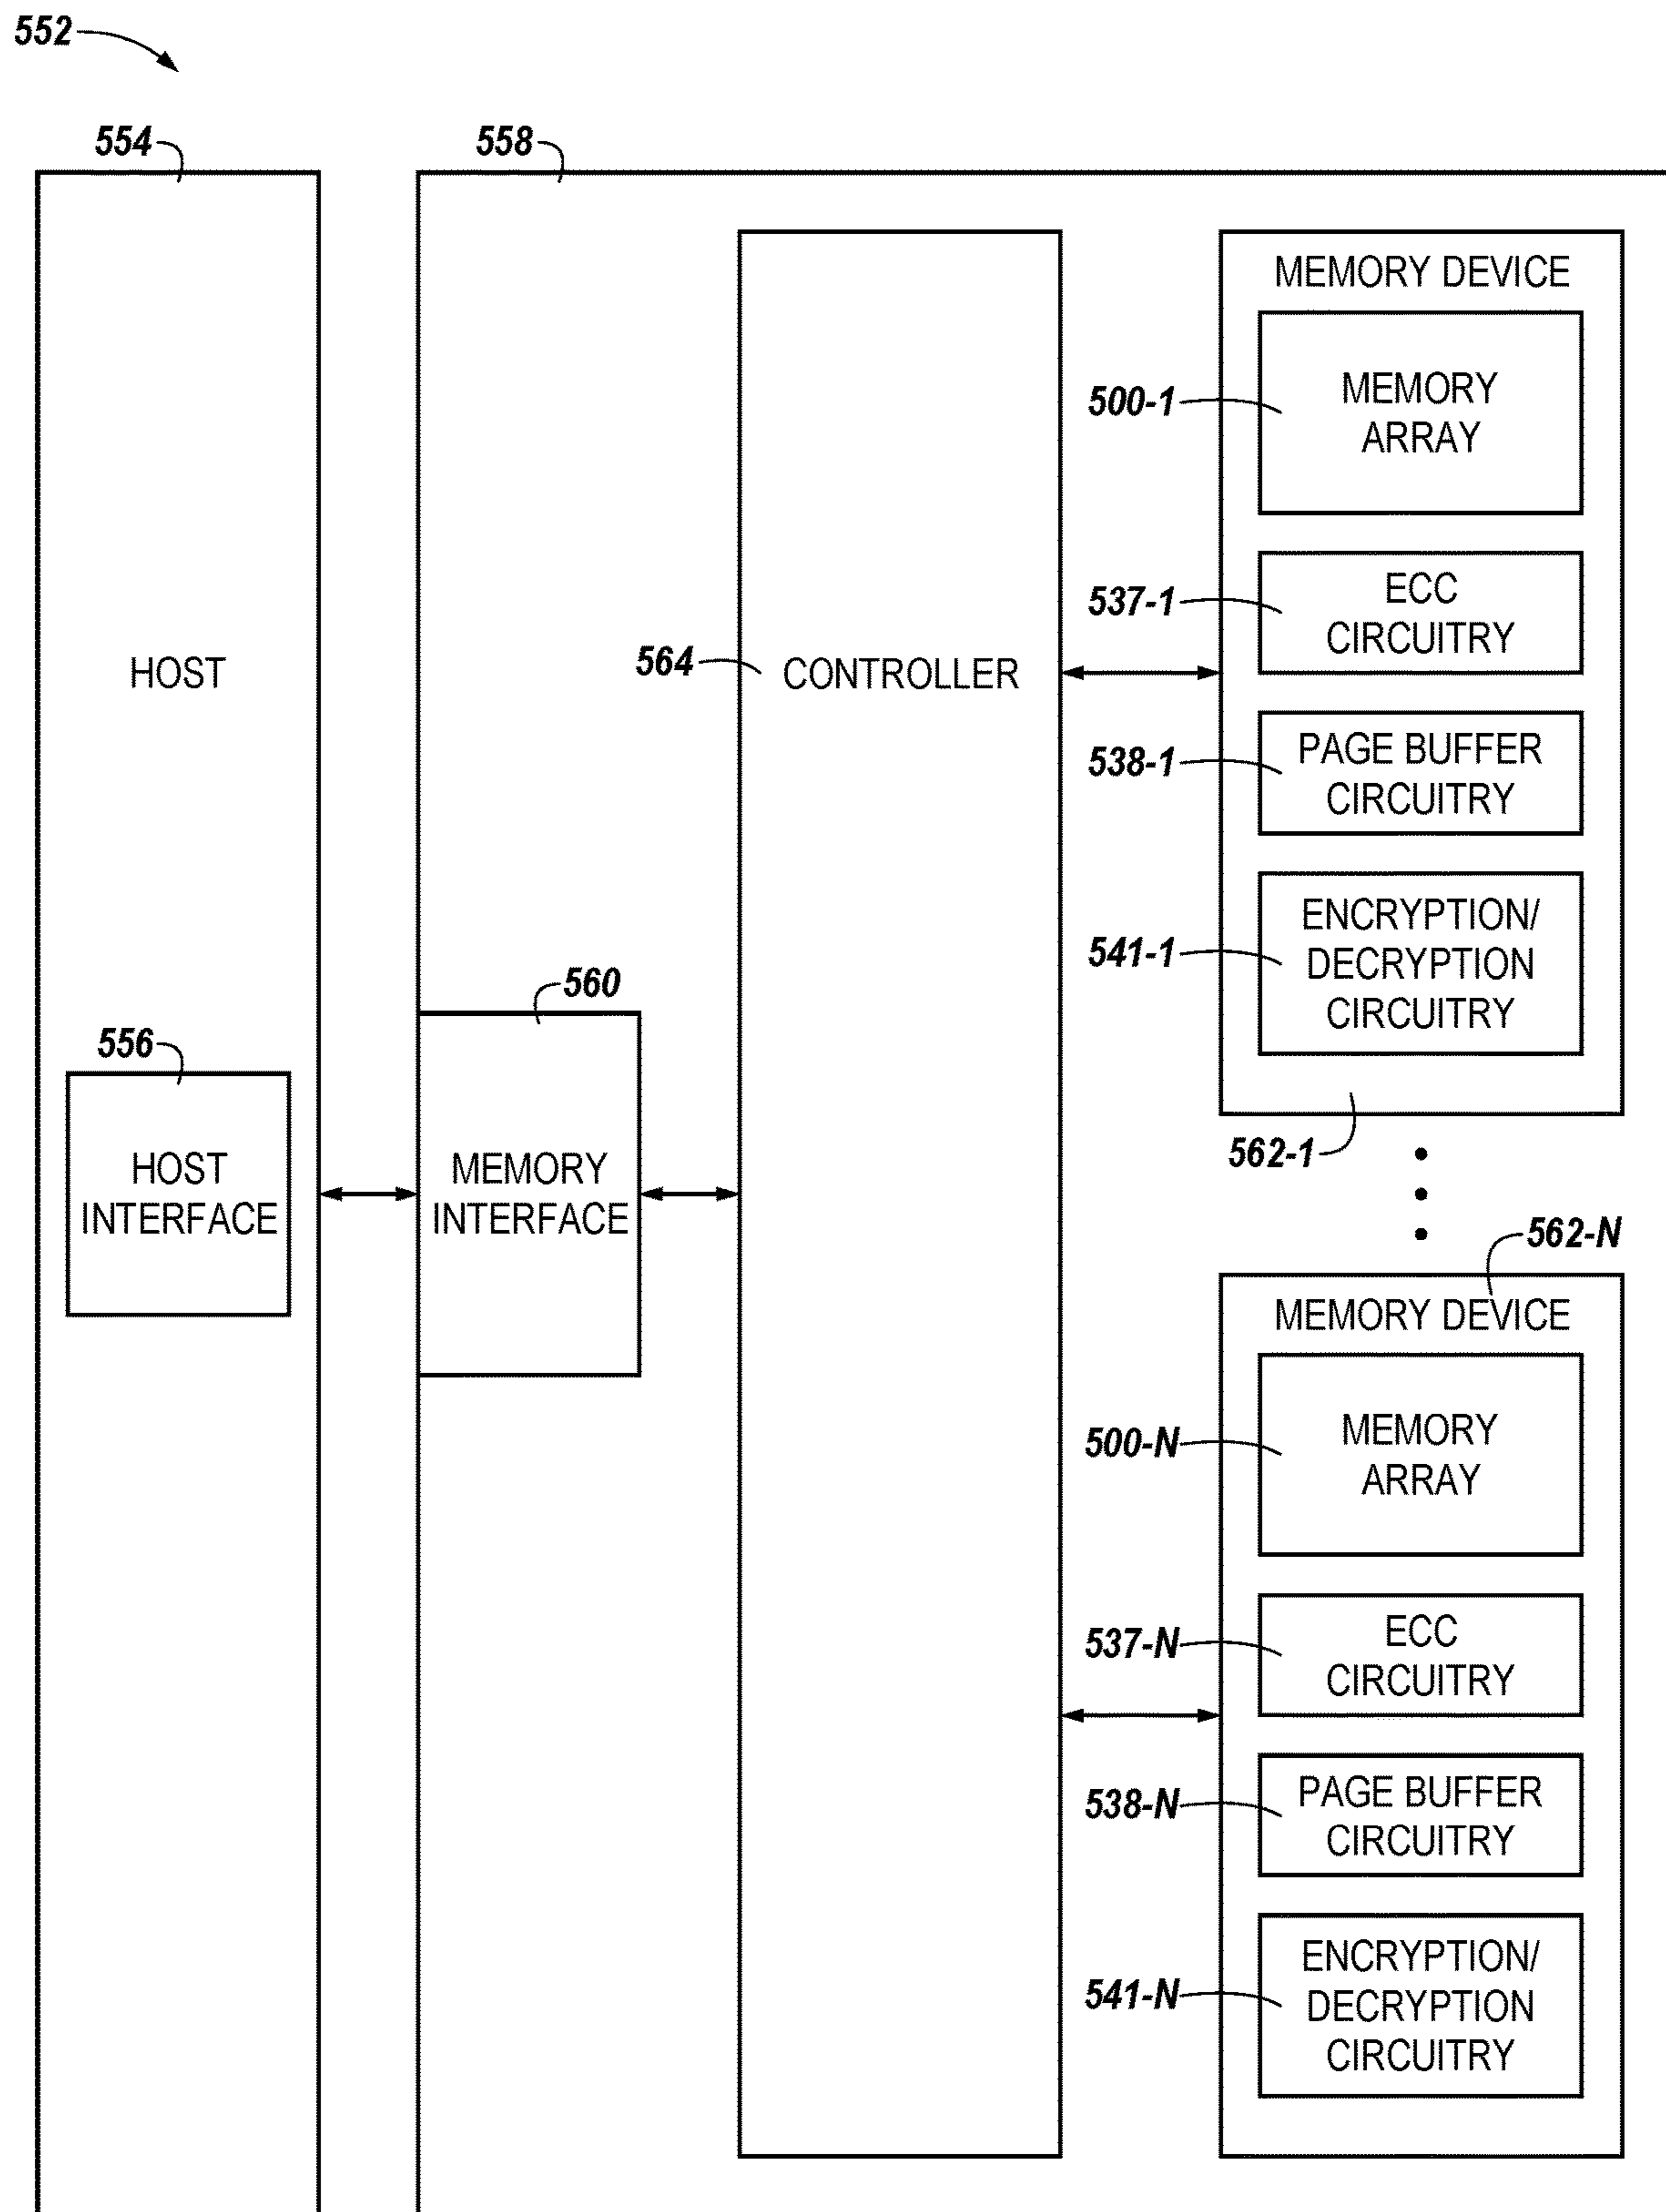 552
554
558
MEMORY DEVICE
500-1
MEMORY
ARRAY
537-1
ECC
CIRCUITRY
HOST
564
CONTROLLER
538-1
PAGE BUFFER
CIRCUITRY
541-1
ENCRYPTION/
DECRYPTION
CIRCUITRY
560
556
562-1
HOST
INTERFACE
MEMORY
INTERFACE
562-N
MEMORY DEVICE
500-N
MEMORY
ARRAY
537-N
ECC
CIRCUITRY
538-N
PAGE BUFFER
CIRCUITRY
541-N
ENCRYPTION/
DECRYPTION
CIRCUITRY